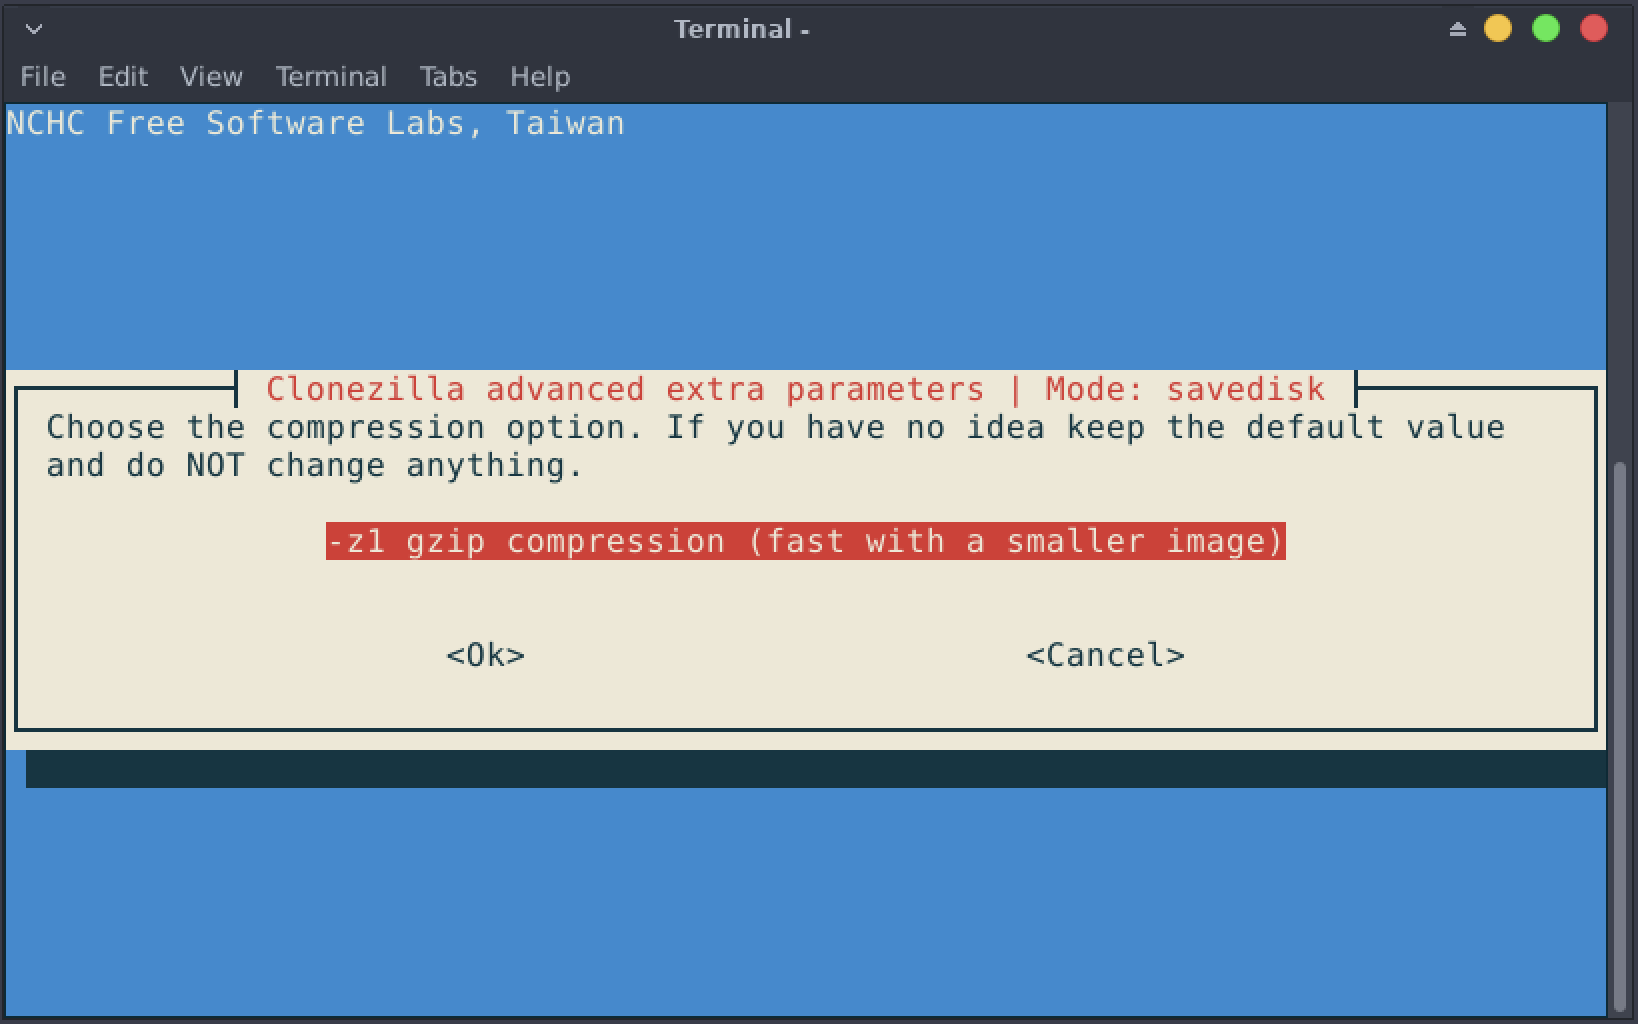 Terminal -
File Edit View Terminal Tabs Help
NCHC Free Software Labs, Taiwan
Clonezilla advanced extra parameters | Mode: savedisk
Choose the compression option. If you have no idea keep the default value
and do NOT change anything.
-z1 gzip compression (fast with a smaller image)
<Ok> <Cancel>